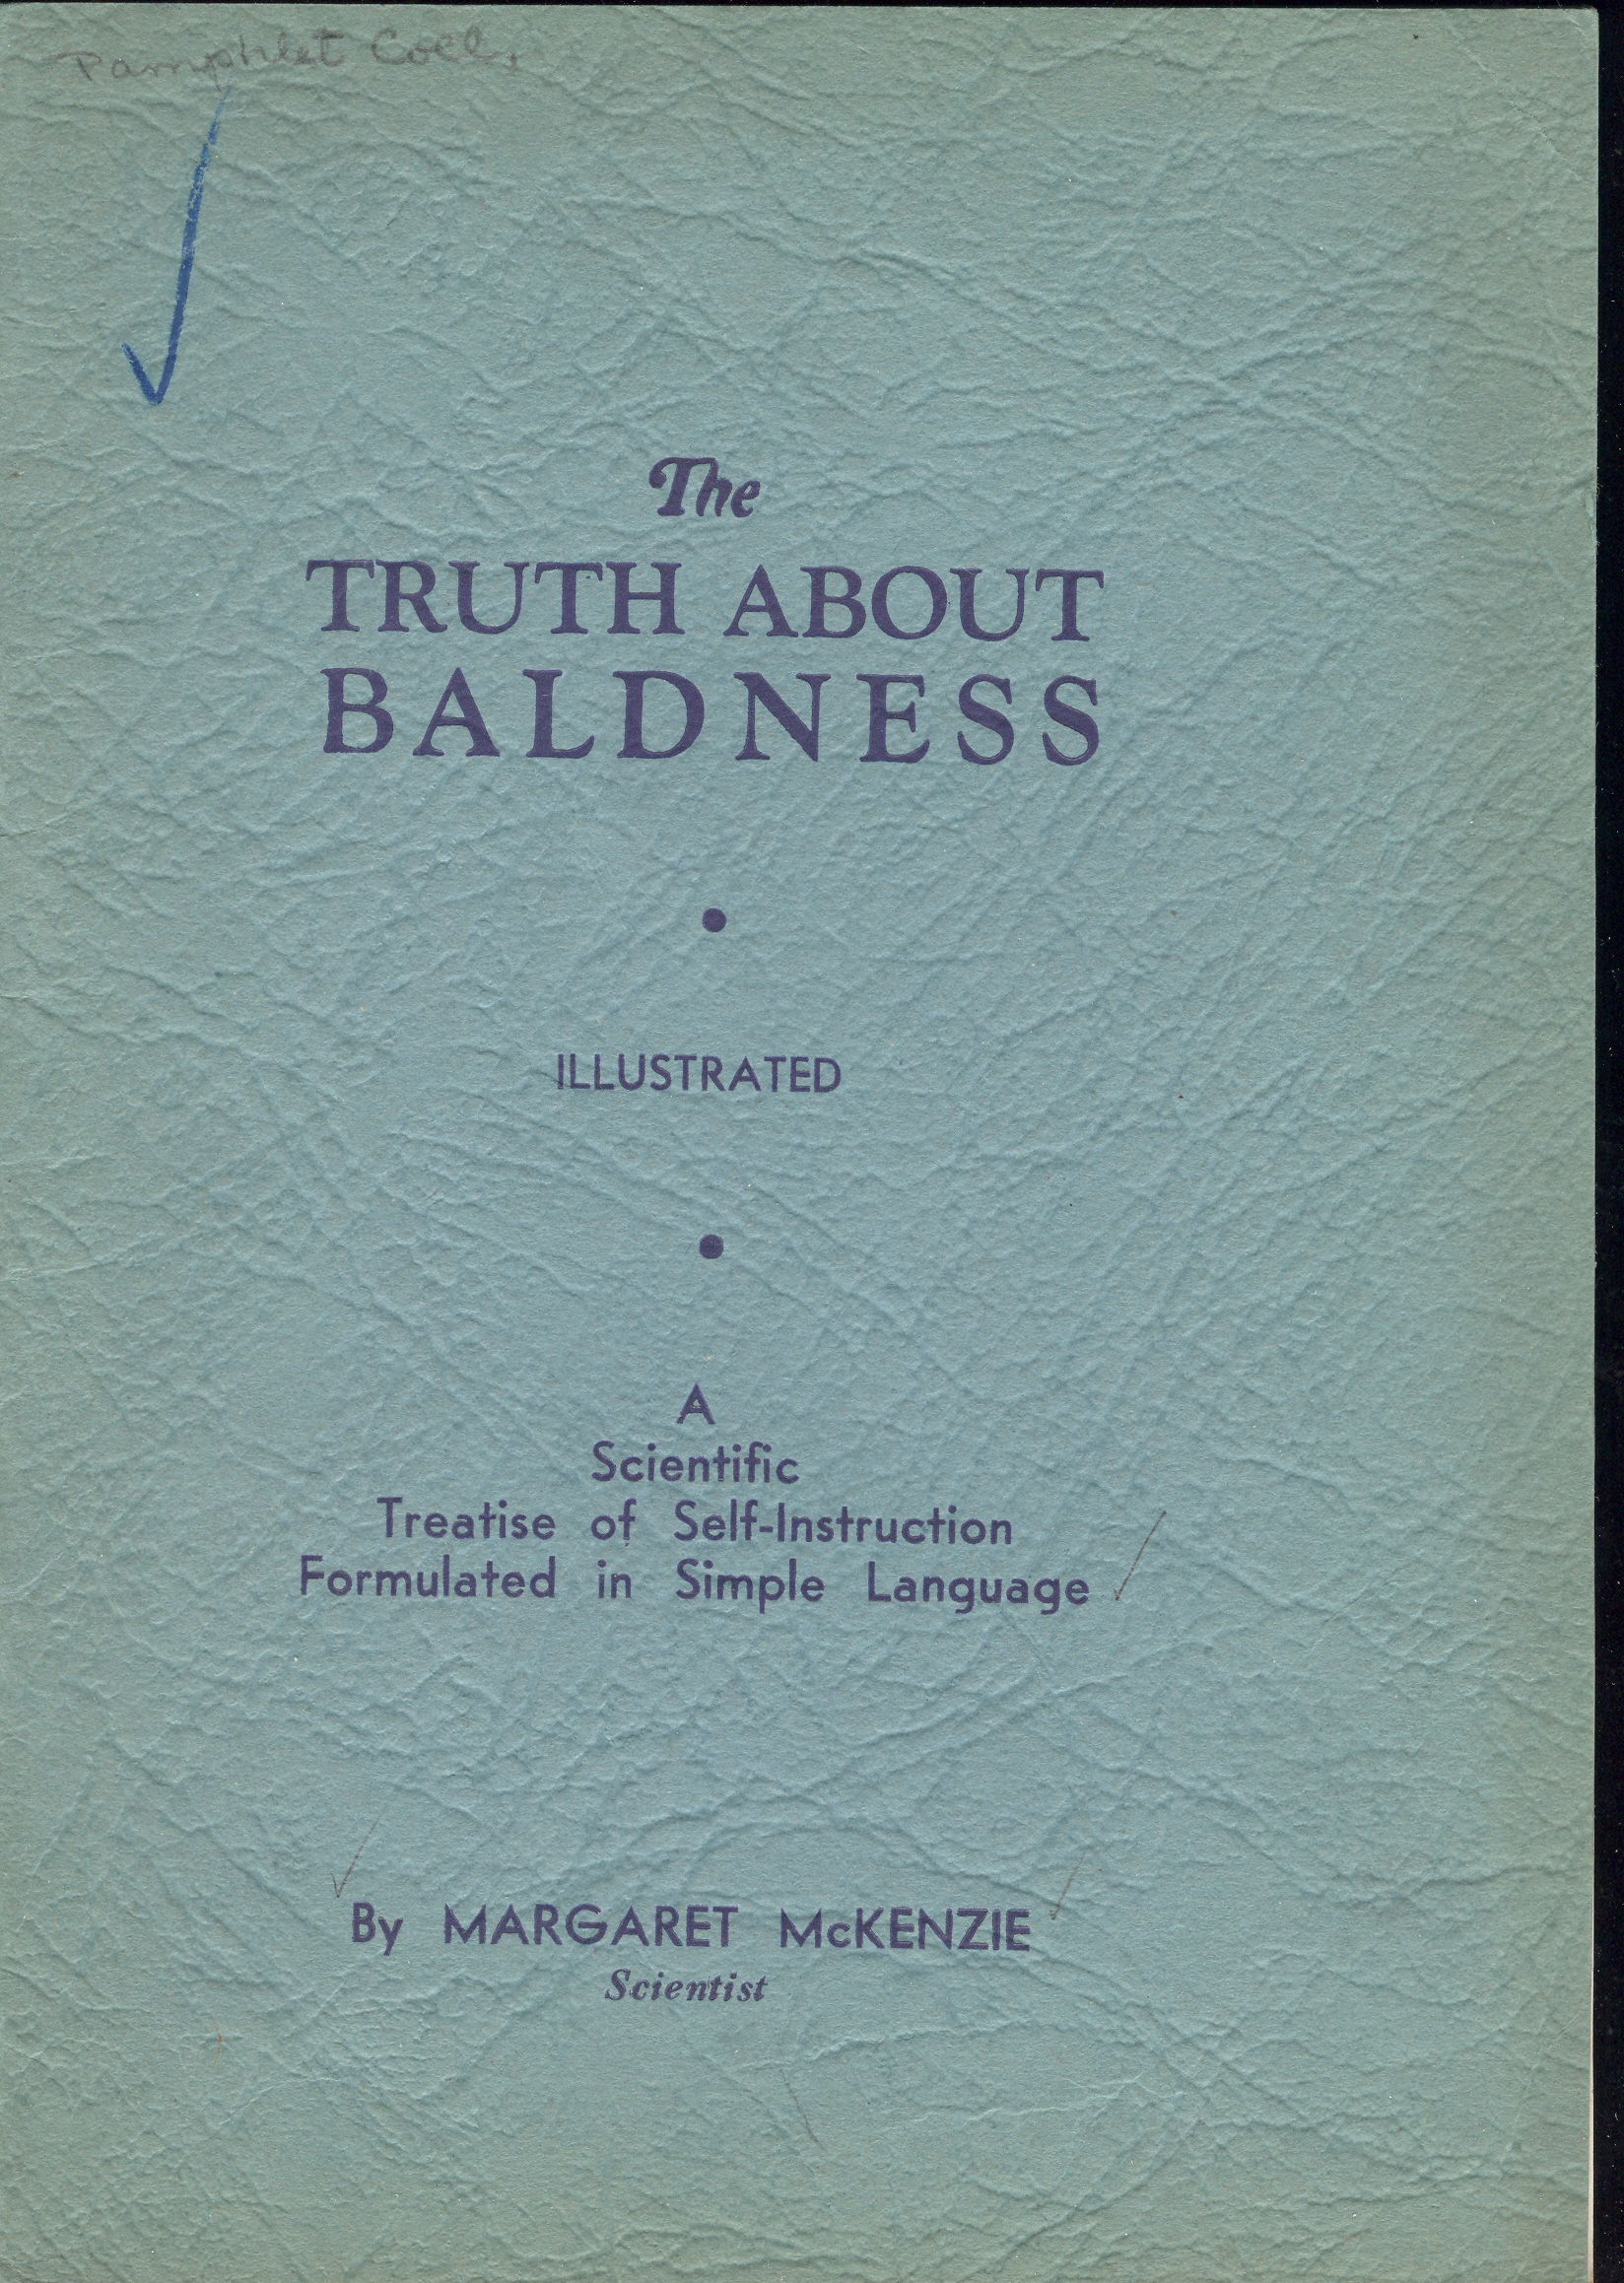 Pamphlet Coll.
The
TRUTH ABOUT
BALDNESS
ILLUSTRATED
A
Scientific
Treatise of Self-Instruction
Formulated in Simple Language
By MARGARET McKENZIE
Scientist